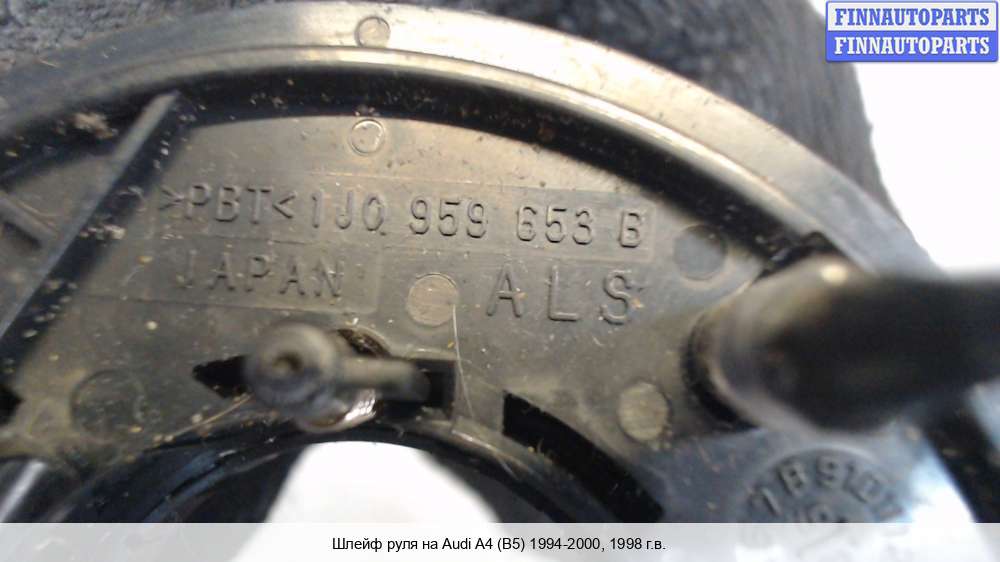 FINNAUTOPARTS
FINNAUTOPARTS
>PBT< 1J0 959 653 B
JAPAN
ALS
Шлейф руля на Audi A4 (B5) 1994-2000, 1998 г.в.